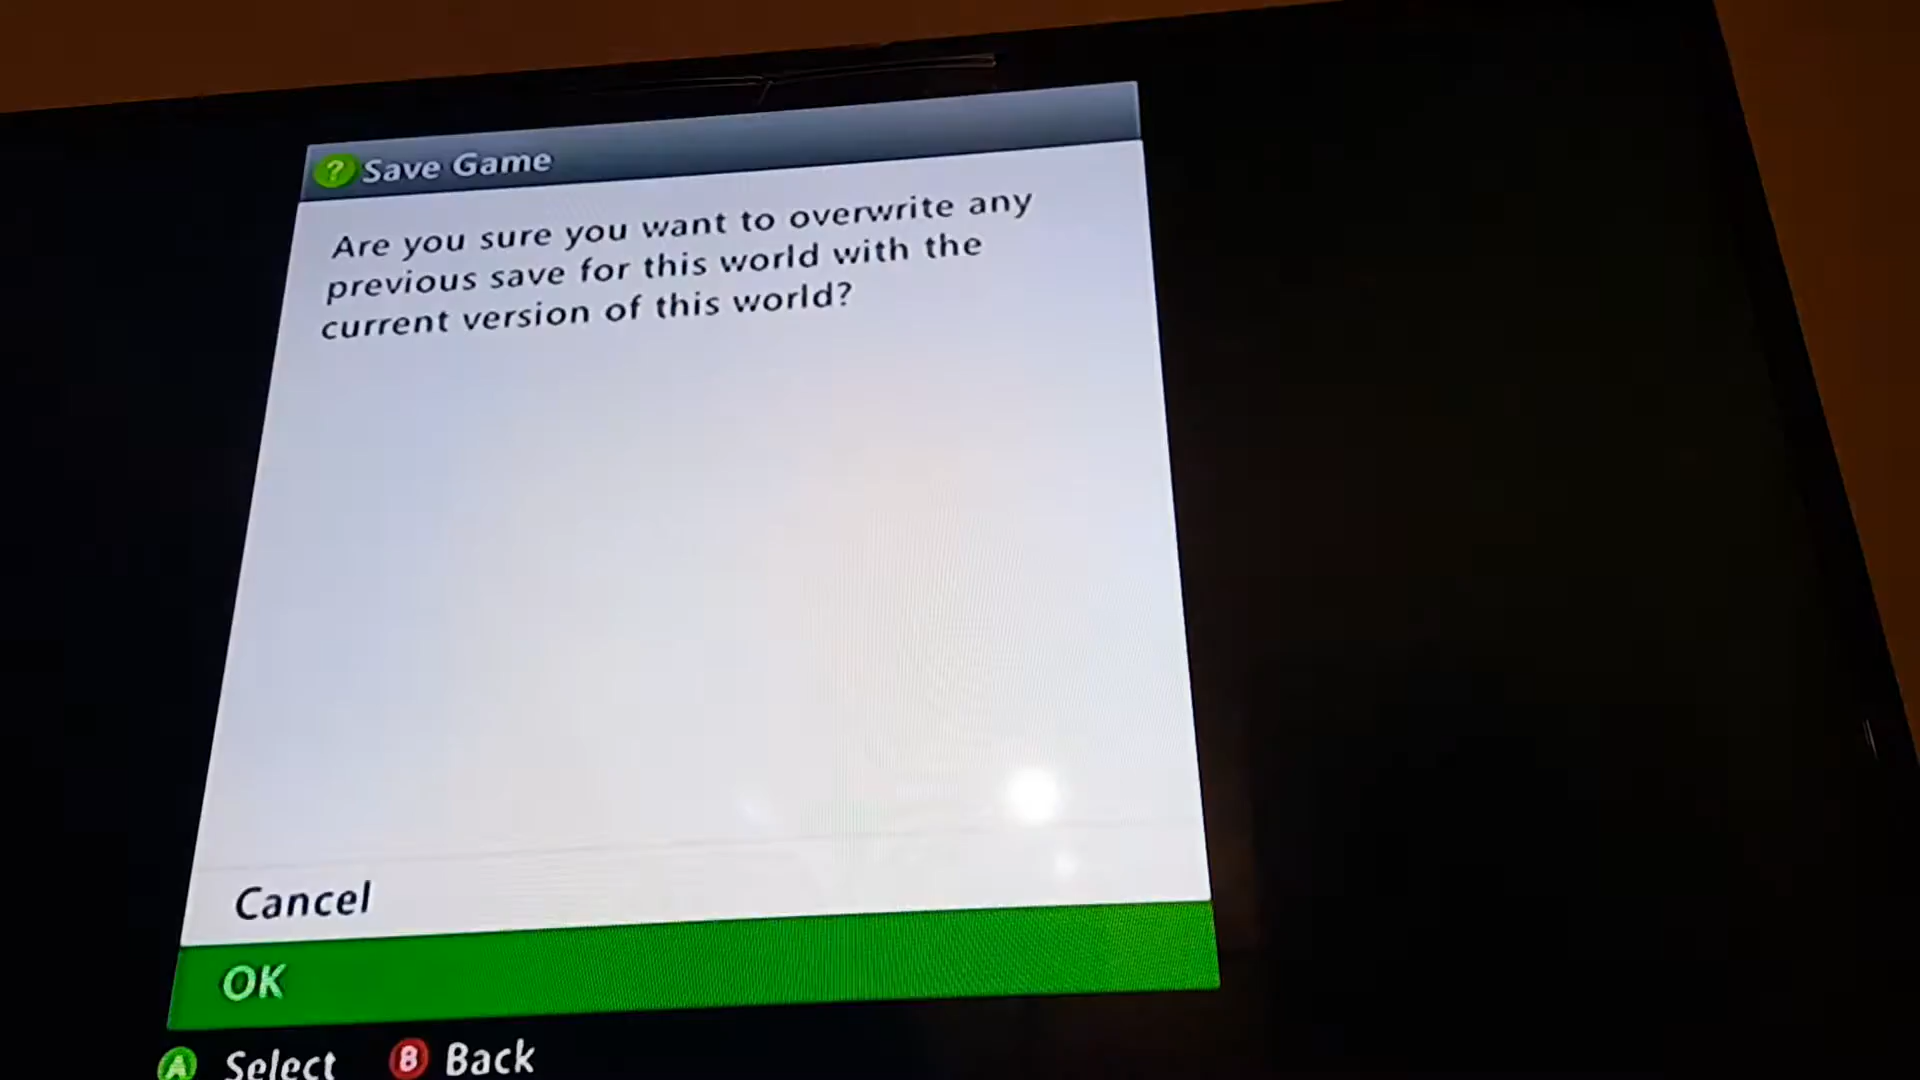 ? Save Game
Are you sure you want to overwrite any
previous save for this world with the
current version of this world?
Cancel
OK
A Select B Back